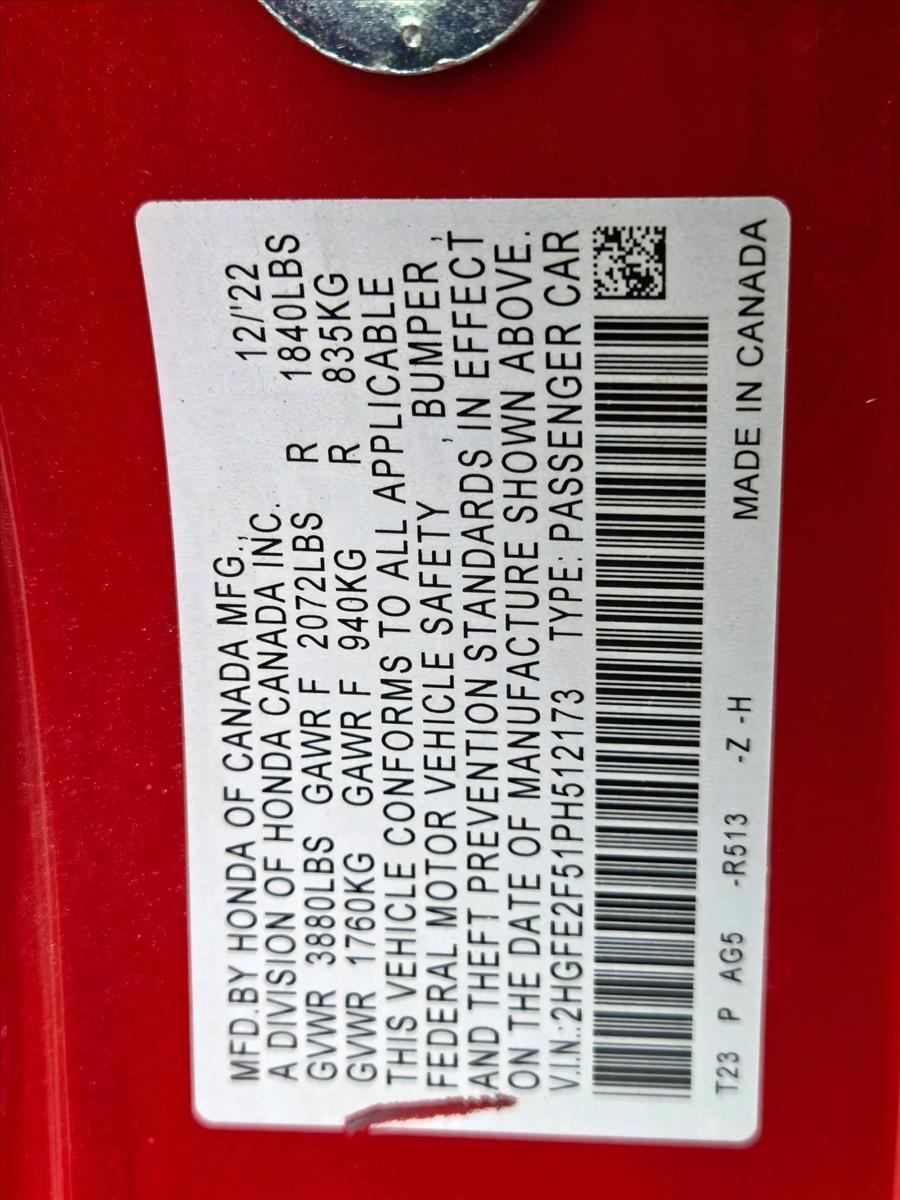 MFD.BY HONDA OF CANADA MFG., 12/'22
A DIVISION OF HONDA CANADA INC.
GVWR 3880LBS GAWR F 2072LBS R 1840LBS
GVWR 1760KG GAWR F 940KG R 835KG
THIS VEHICLE CONFORMS TO ALL APPLICABLE
FEDERAL MOTOR VEHICLE SAFETY , BUMPER ,
AND THEFT PREVENTION STANDARDS IN EFFECT
ON THE DATE OF MANUFACTURE SHOWN ABOVE.
V.I.N.:2HGFE2F51PH512173 TYPE: PASSENGER CAR
T23 P AG5 -R513 -Z -H MADE IN CANADA